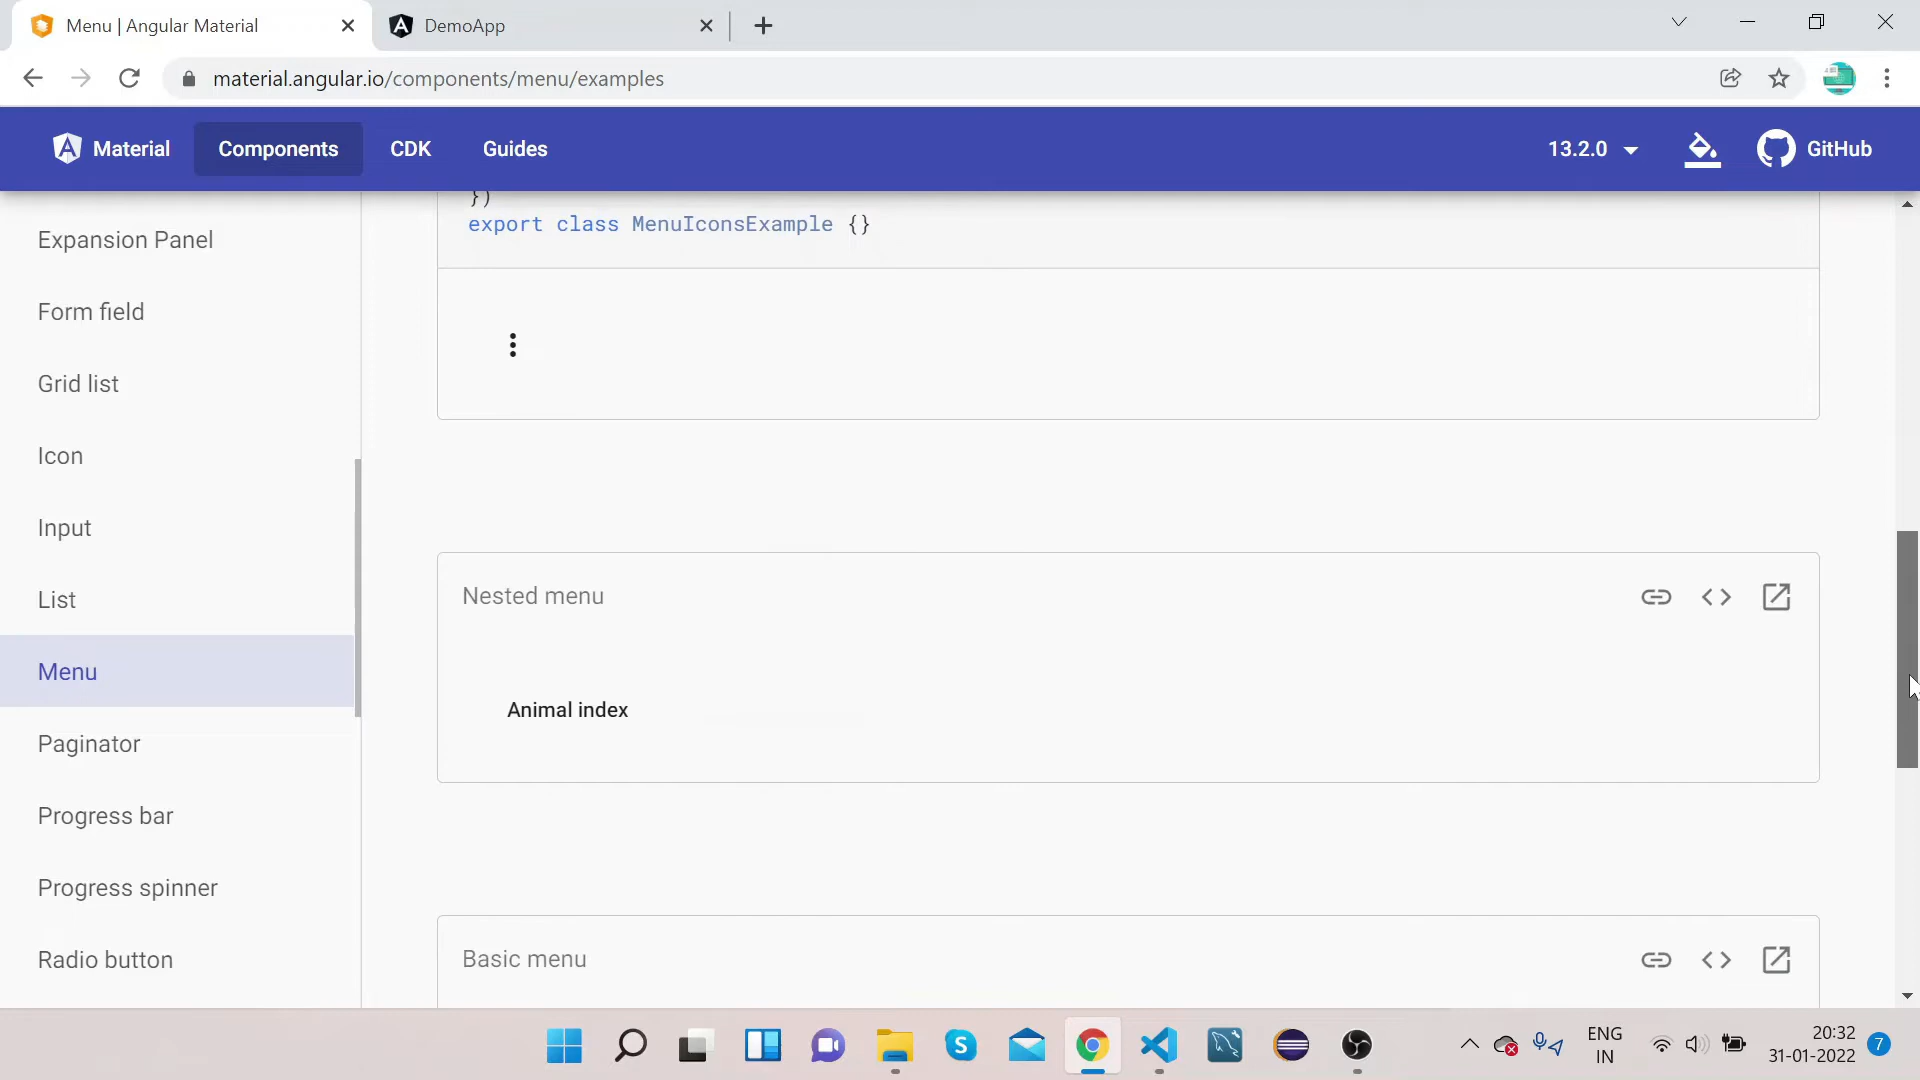 Menu | Angular Material
DemoApp
material.angular.io/components/menu/examples
Material
Components
CDK
Guides
13.2.0
GitHub
Expansion Panel
Form field
Grid list
Icon
Input
List
Menu
Paginator
Progress bar
Progress spinner
Radio button
})
export class MenuIconsExample {}
Nested menu
Animal index
Basic menu
ENG
IN
20:32
31-01-2022
7